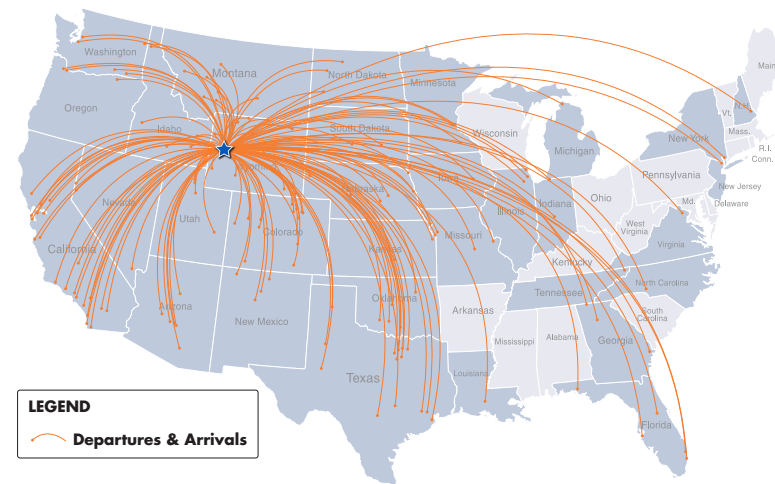 Washington
Montana
North Dakota
Minnesota
Maine
Oregon
Idaho
South Dakota
Wisconsin
Michigan
New York
Vt.
N.H.
Mass.
R.I.
Conn.
Nevada
Utah
Colorado
Nebraska
Iowa
Illinois
Indiana
Ohio
Pennsylvania
New Jersey
Md.
Delaware
West
Virginia
Virginia
California
Kansas
Missouri
Kentucky
North Carolina
Tennessee
Arizona
New Mexico
Oklahoma
Arkansas
South
Carolina
Mississippi
Alabama
Georgia
Texas
Louisiana
Florida
LEGEND
Departures & Arrivals